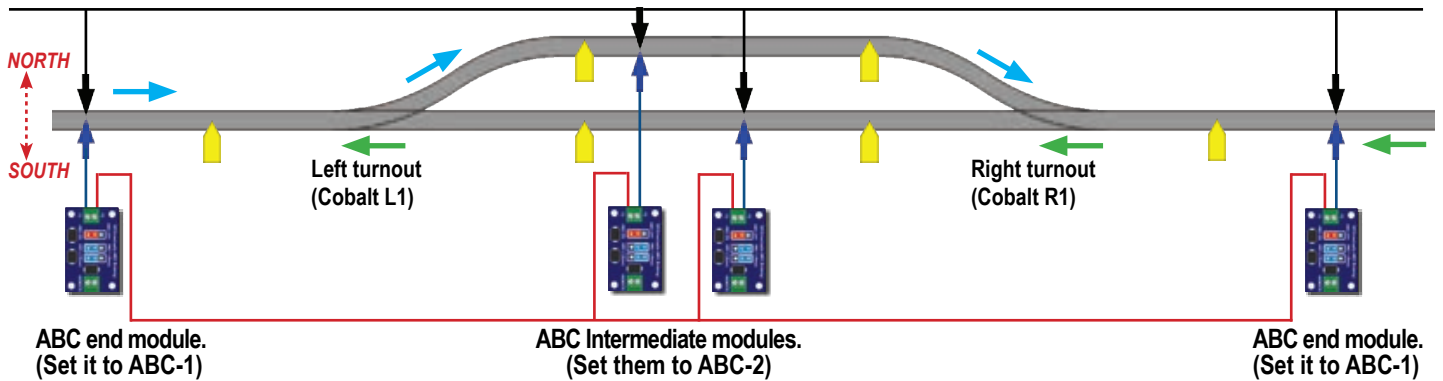 NORTH
SOUTH
Left turnout
(Cobalt L1)
Right turnout
(Cobalt R1)
ABC end module.
(Set it to ABC-1)
ABC Intermediate modules.
(Set them to ABC-2)
ABC end module.
(Set it to ABC-1)